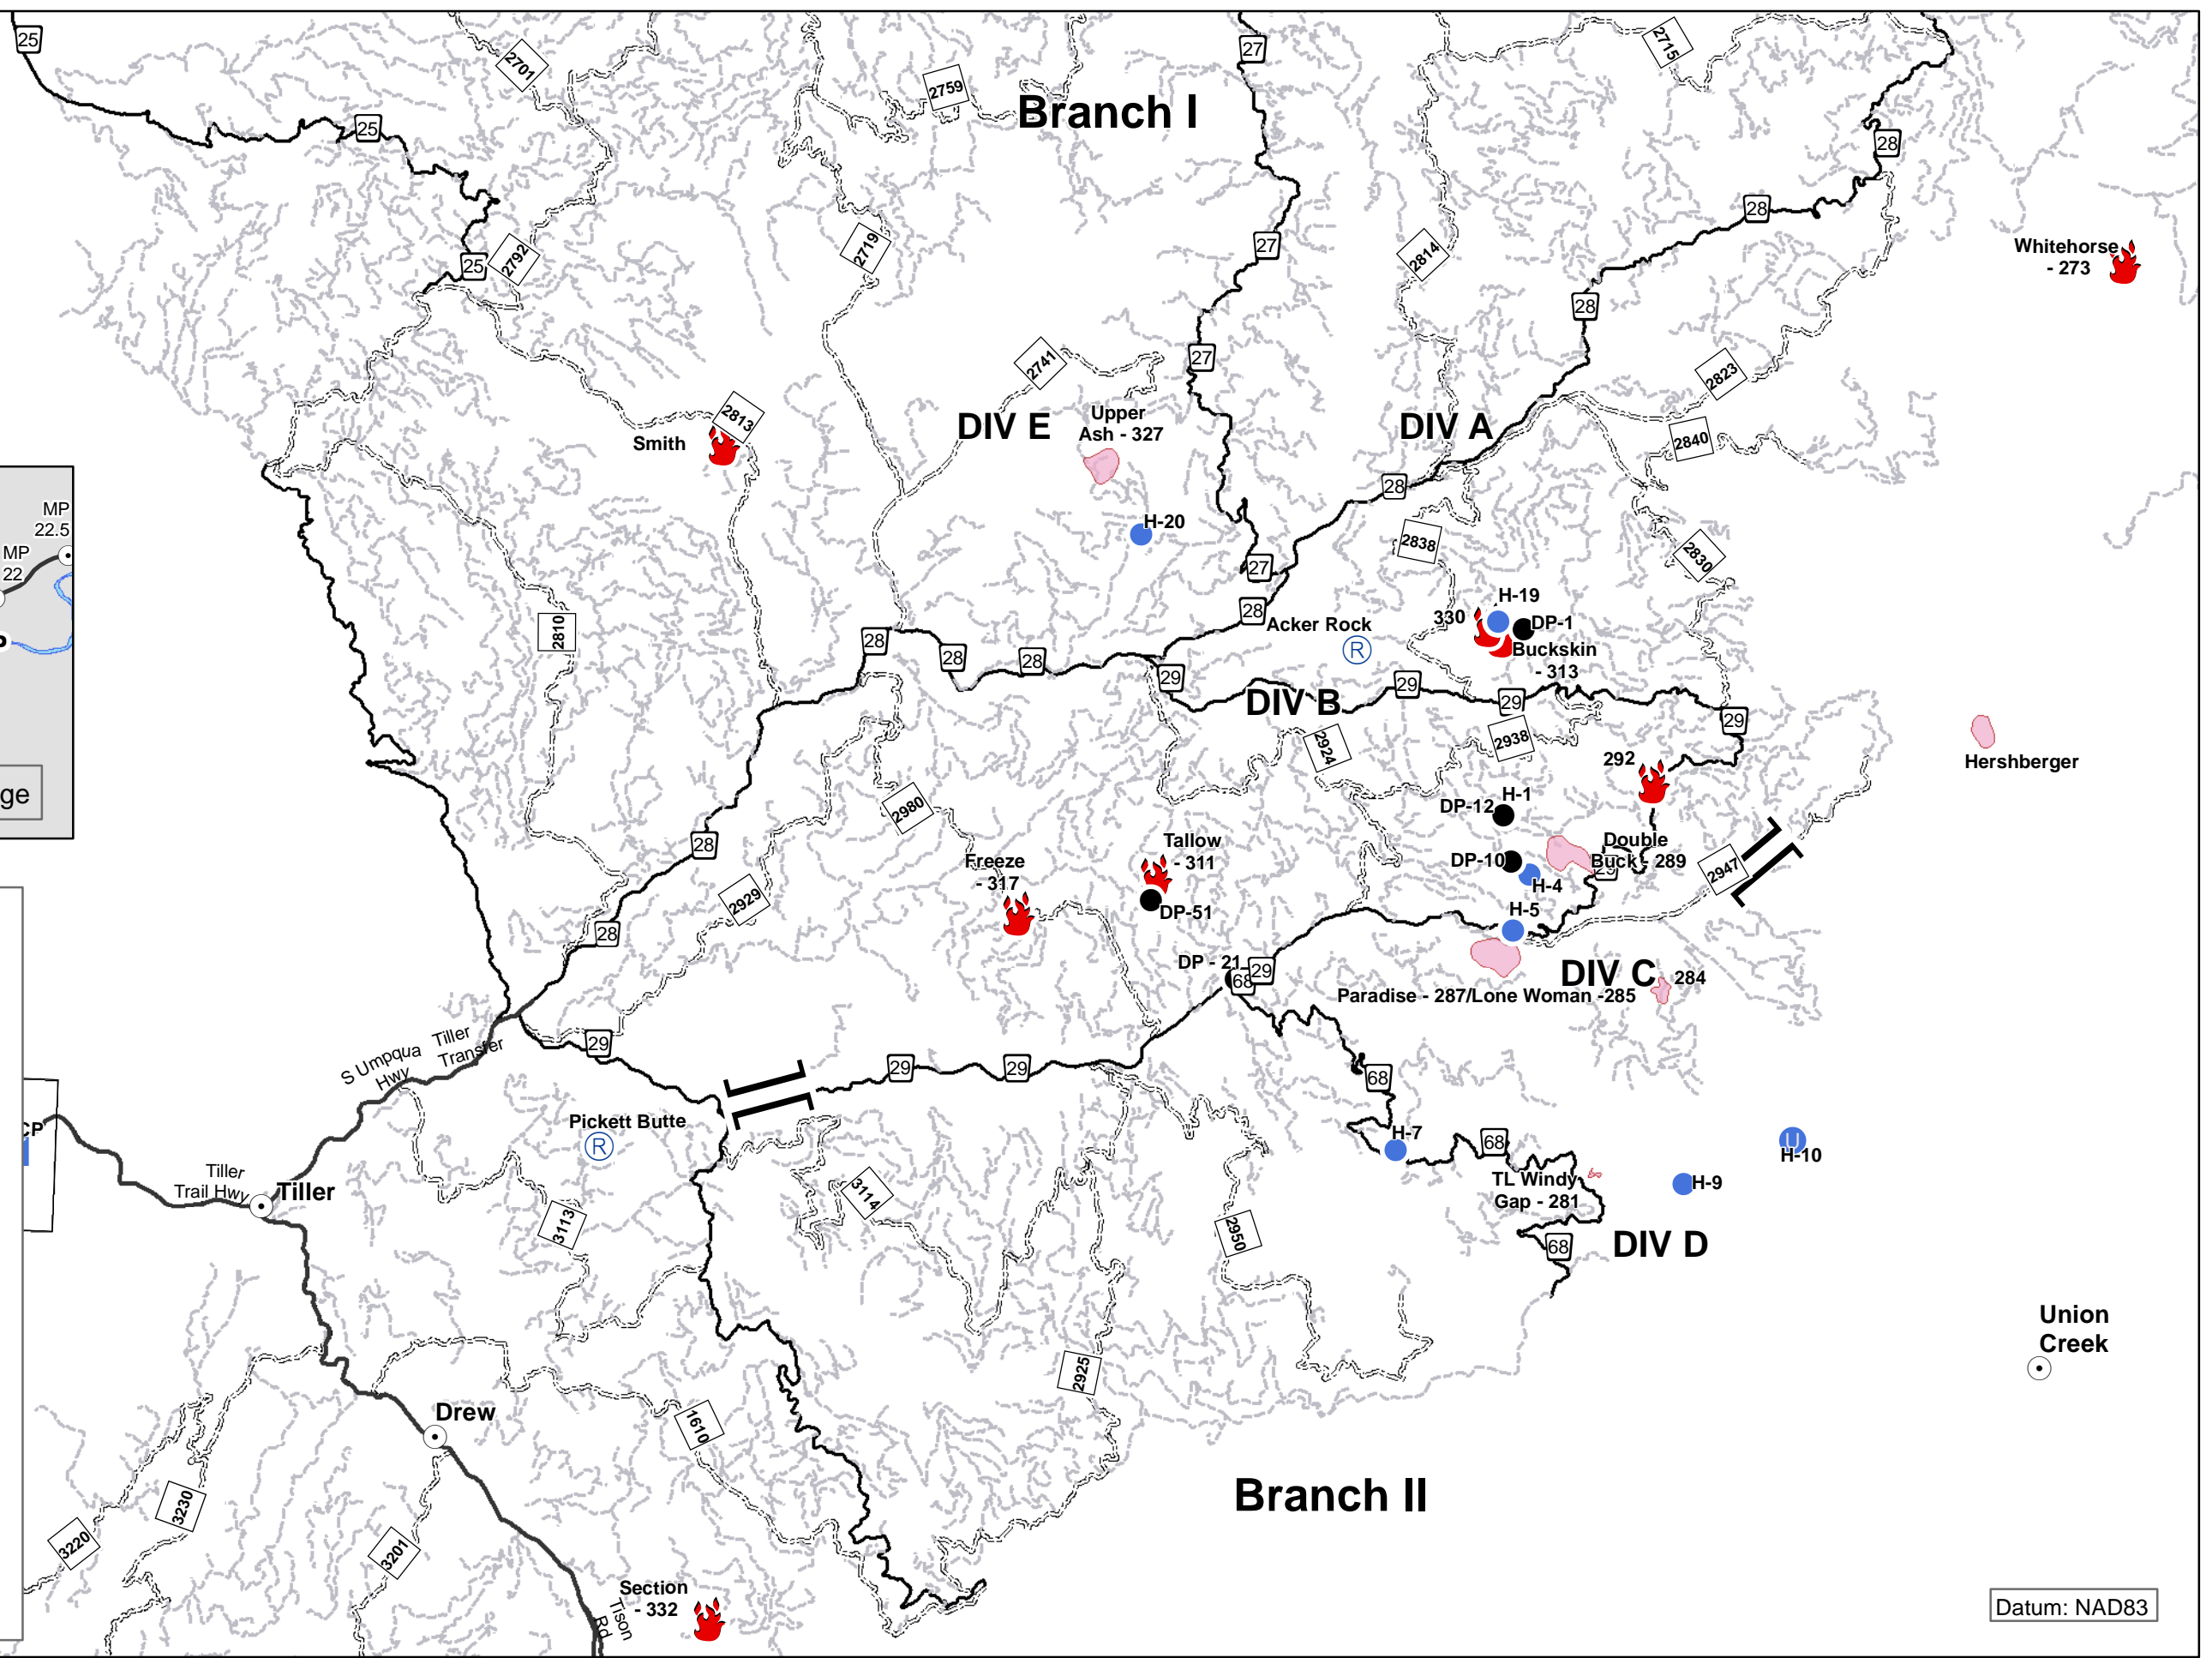 25
2701
2759
Branch I
27
2715
28
25
28
28
2719
27
2814
25
2792
Whitehorse
- 273
28
27
2741
2823
DIV E
Upper
Ash - 327
DIV A
2813
Smith
2840
28
MP
22.5
MP
22
H-20
2838
2830
27
28
H-19
330
DP-1
Acker Rock
R
Buckskin
- 313
2810
28
28
28
29
29
DIV B
29
29
2924
2938
292
Hershberger
ge
2980
DP-12
H-1
28
Tallow
- 311
Double
Buck - 289
Freeze
- 317
DP-10
29
H-4
2947
2929
DP-51
H-5
28
DP - 21
68
29
DIV C
284
Paradise - 287/Lone Woman -285
S Umpqua
Hwy
Tiller
Transfer
29
29
29
68
Pickett Butte
R
CP
H-7
68
U
H-10
Tiller
Trail Hwy
Tiller
3114
TL Windy
Gap - 281
H-9
3113
2950
68
DIV D
Union
Creek
2925
Drew
1610
Branch II
3230
3220
3201
Section
- 332
Tison
Rd
Datum: NAD83